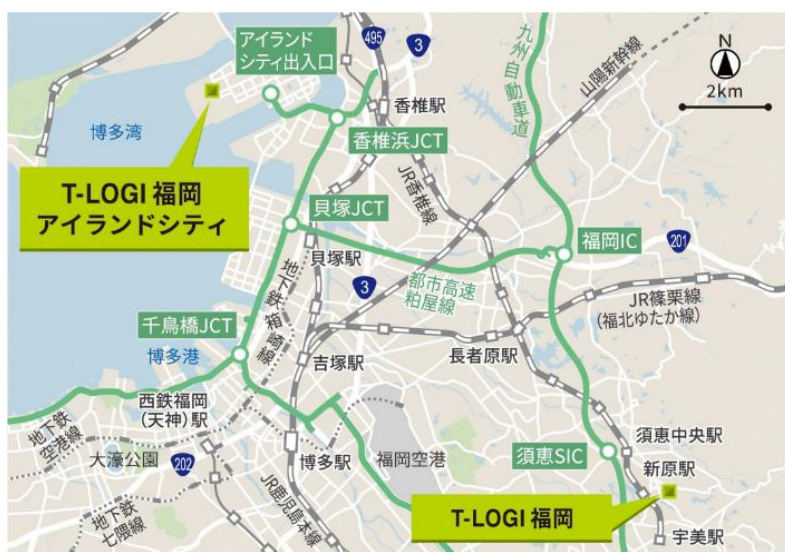 アイランド
シティ出入口
495
3
香椎駅
九州自動車道
山陽新幹線
N
2km
博多湾
香椎浜JCT
T-LOGI 福岡
アイランドシティ
JR香椎線
貝塚JCT
貝塚駅
地下鉄箱崎線
3
都市高速
粕屋線
福岡IC
201
JR篠栗線
(福北ゆたか線)
千鳥橋JCT
博多港
吉塚駅
長者原駅
西鉄福岡
(天神)駅
地下鉄
空港線
大濠公園
202
博多駅
福岡空港
須恵SIC
須恵中央駅
新原駅
地下鉄
七隈線
JR鹿児島本線
T-LOGI 福岡
宇美駅